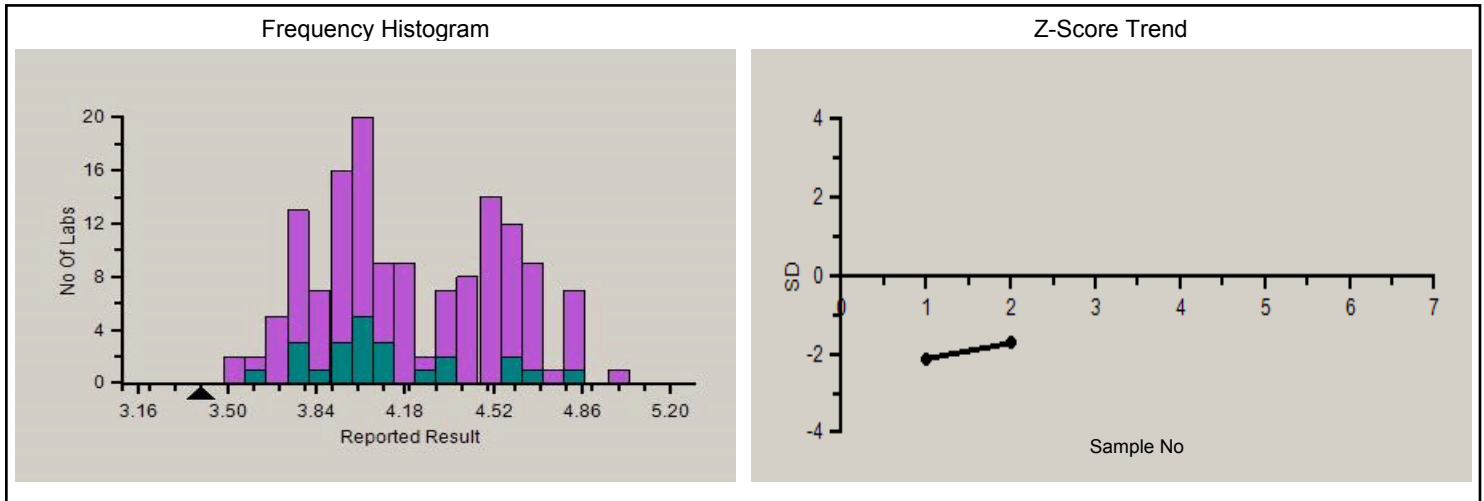 Frequency Histogram
20
16
12
8
4
0
No Of Labs
3.16 3.50 3.84 4.18 4.52 4.86 5.20
Reported Result
Z-Score Trend
4
2
0
-2
-4
SD
0 1 2 3 4 5 6 7
Sample No